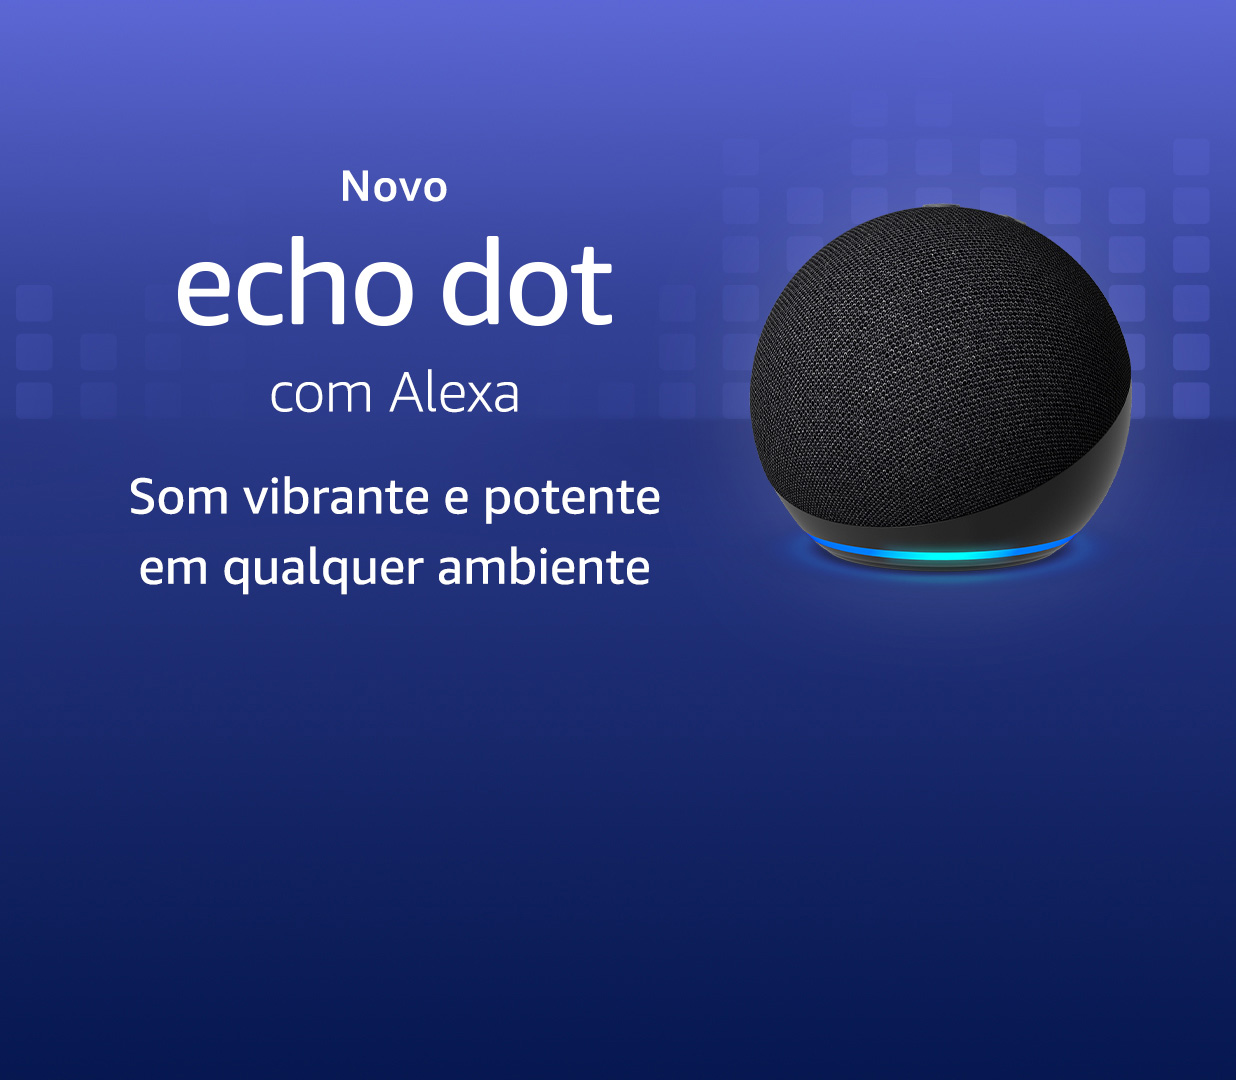 Novo
echo dot
com Alexa
Som vibrante e potente
em qualquer ambiente